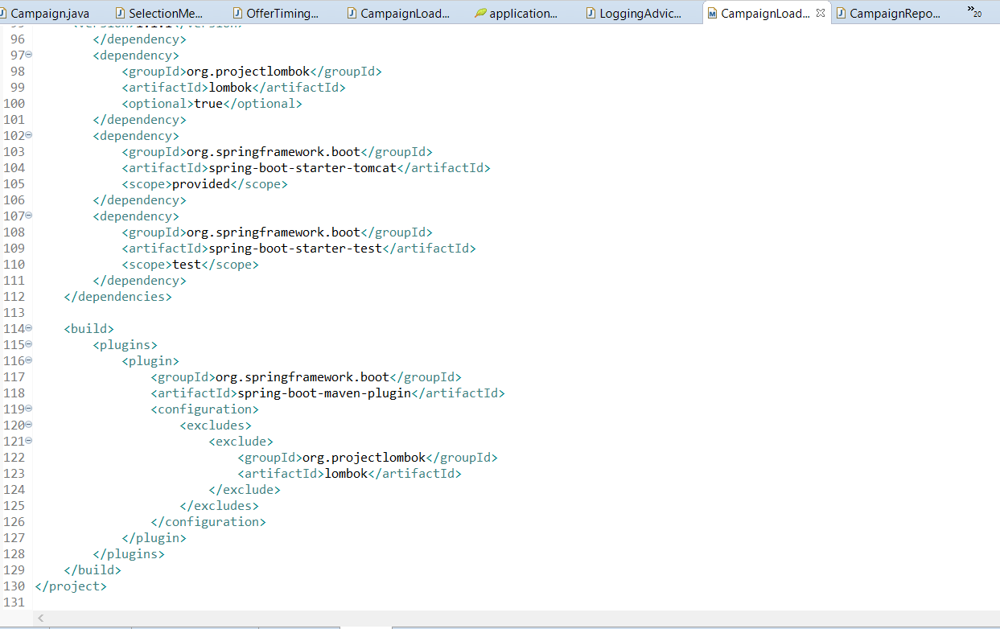 Campaign.java
SelectionMe...
OfferTiming...
CampaignLoad...
application...
LoggingAdvic...
CampaignLoad...
CampaignRepo...
»20
96 </dependency>
97 <dependency>
98 <groupId>org.projectlombok</groupId>
99 <artifactId>lombok</artifactId>
100 <optional>true</optional>
101 </dependency>
102 <dependency>
103 <groupId>org.springframework.boot</groupId>
104 <artifactId>spring-boot-starter-tomcat</artifactId>
105 <scope>provided</scope>
106 </dependency>
107 <dependency>
108 <groupId>org.springframework.boot</groupId>
109 <artifactId>spring-boot-starter-test</artifactId>
110 <scope>test</scope>
111 </dependency>
112 </dependencies>
113
114 <build>
115 <plugins>
116 <plugin>
117 <groupId>org.springframework.boot</groupId>
118 <artifactId>spring-boot-maven-plugin</artifactId>
119 <configuration>
120 <excludes>
121 <exclude>
122 <groupId>org.projectlombok</groupId>
123 <artifactId>lombok</artifactId>
124 </exclude>
125 </excludes>
126 </configuration>
127 </plugin>
128 </plugins>
129 </build>
130 </project>
131